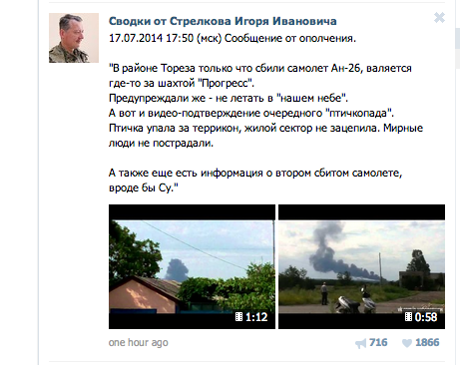 Сводки от Стрелкова Игоря Ивановича
17.07.2014 17:50 (мск) Сообщение от ополчения.
"В районе Тореза только что сбили самолет Ан-26, валяется
где-то за шахтой "Прогресс".
Предупреждали же - не летать в "нашем небе".
А вот и видео-подтверждение очередного "птичкопада".
Птичка упала за террикон, жилой сектор не зацепила. Мирные
люди не пострадали.
А также еще есть информация о втором сбитом самолете,
вроде бы Су."
1:12
0:58
one hour ago
716
1866